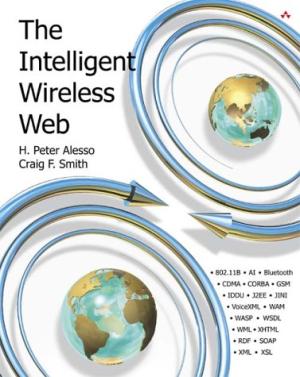 The
Intelligent
Wireless
Web
H. Peter Alesso
Craig F. Smith
• 802.11B • AI • Bluetooth
• CDMA • CORBA • GSM
• IDDU • J2EE • JINI
• VoiceXML • WAM
• WASP • WSDL
• WML • XHTML
• RDF • SOAP
• XML • XSL